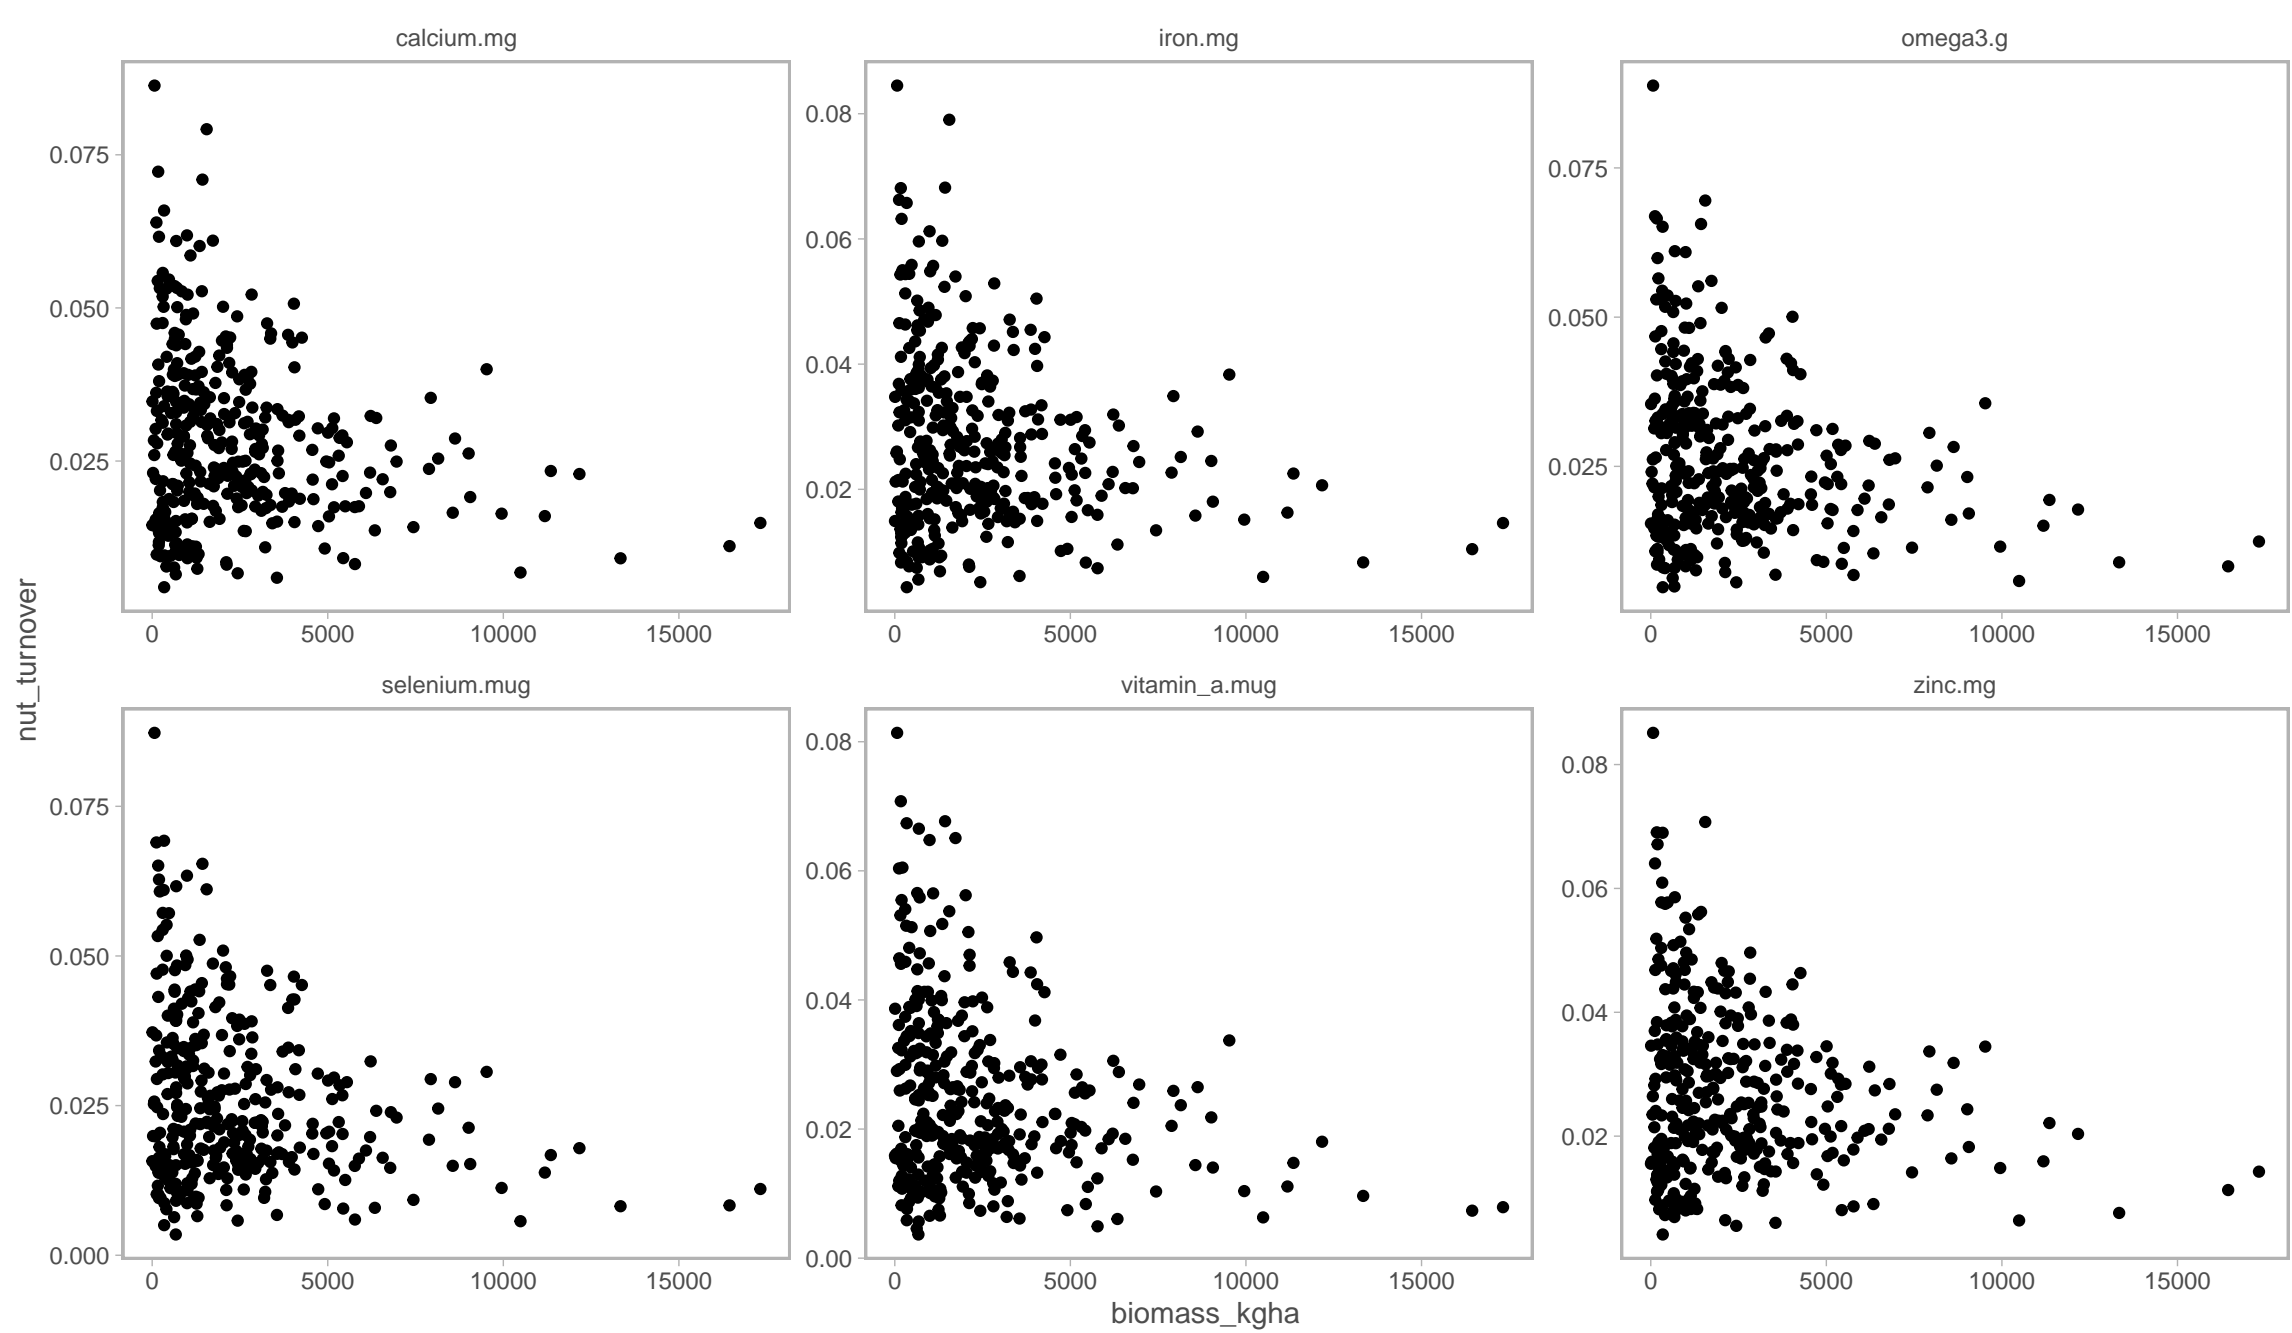 calcium.mg iron.mg omega3.g
0.075 0.050 0.025
0.08 0.06 0.04 0.02
0.075 0.050 0.025
0 5000 10000 15000 0 5000 10000 15000 0 5000 10000 15000
nut_turnover
selenium.mug vitamin_a.mug zinc.mg
0.075 0.050 0.025 0.000
0.08 0.06 0.04 0.02 0.00
0.08 0.06 0.04 0.02
0 5000 10000 15000 0 5000 10000 15000 0 5000 10000 15000
biomass_kgha